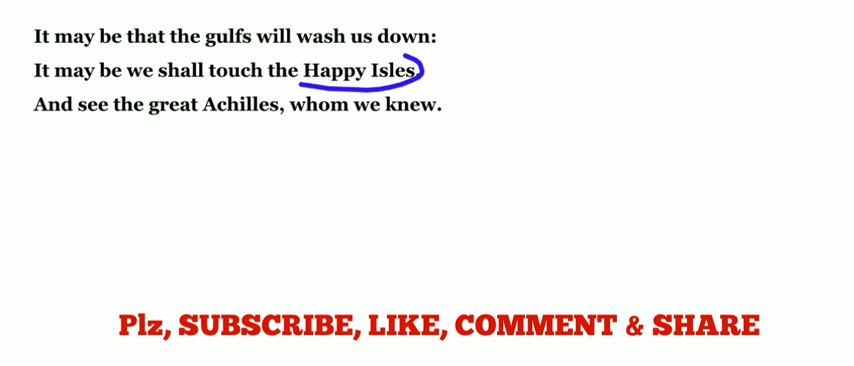 It may be that the gulfs will wash us down:
It may be we shall touch the Happy Isles,
And see the great Achilles, whom we knew.
Plz, SUBSCRIBE, LIKE, COMMENT & SHARE